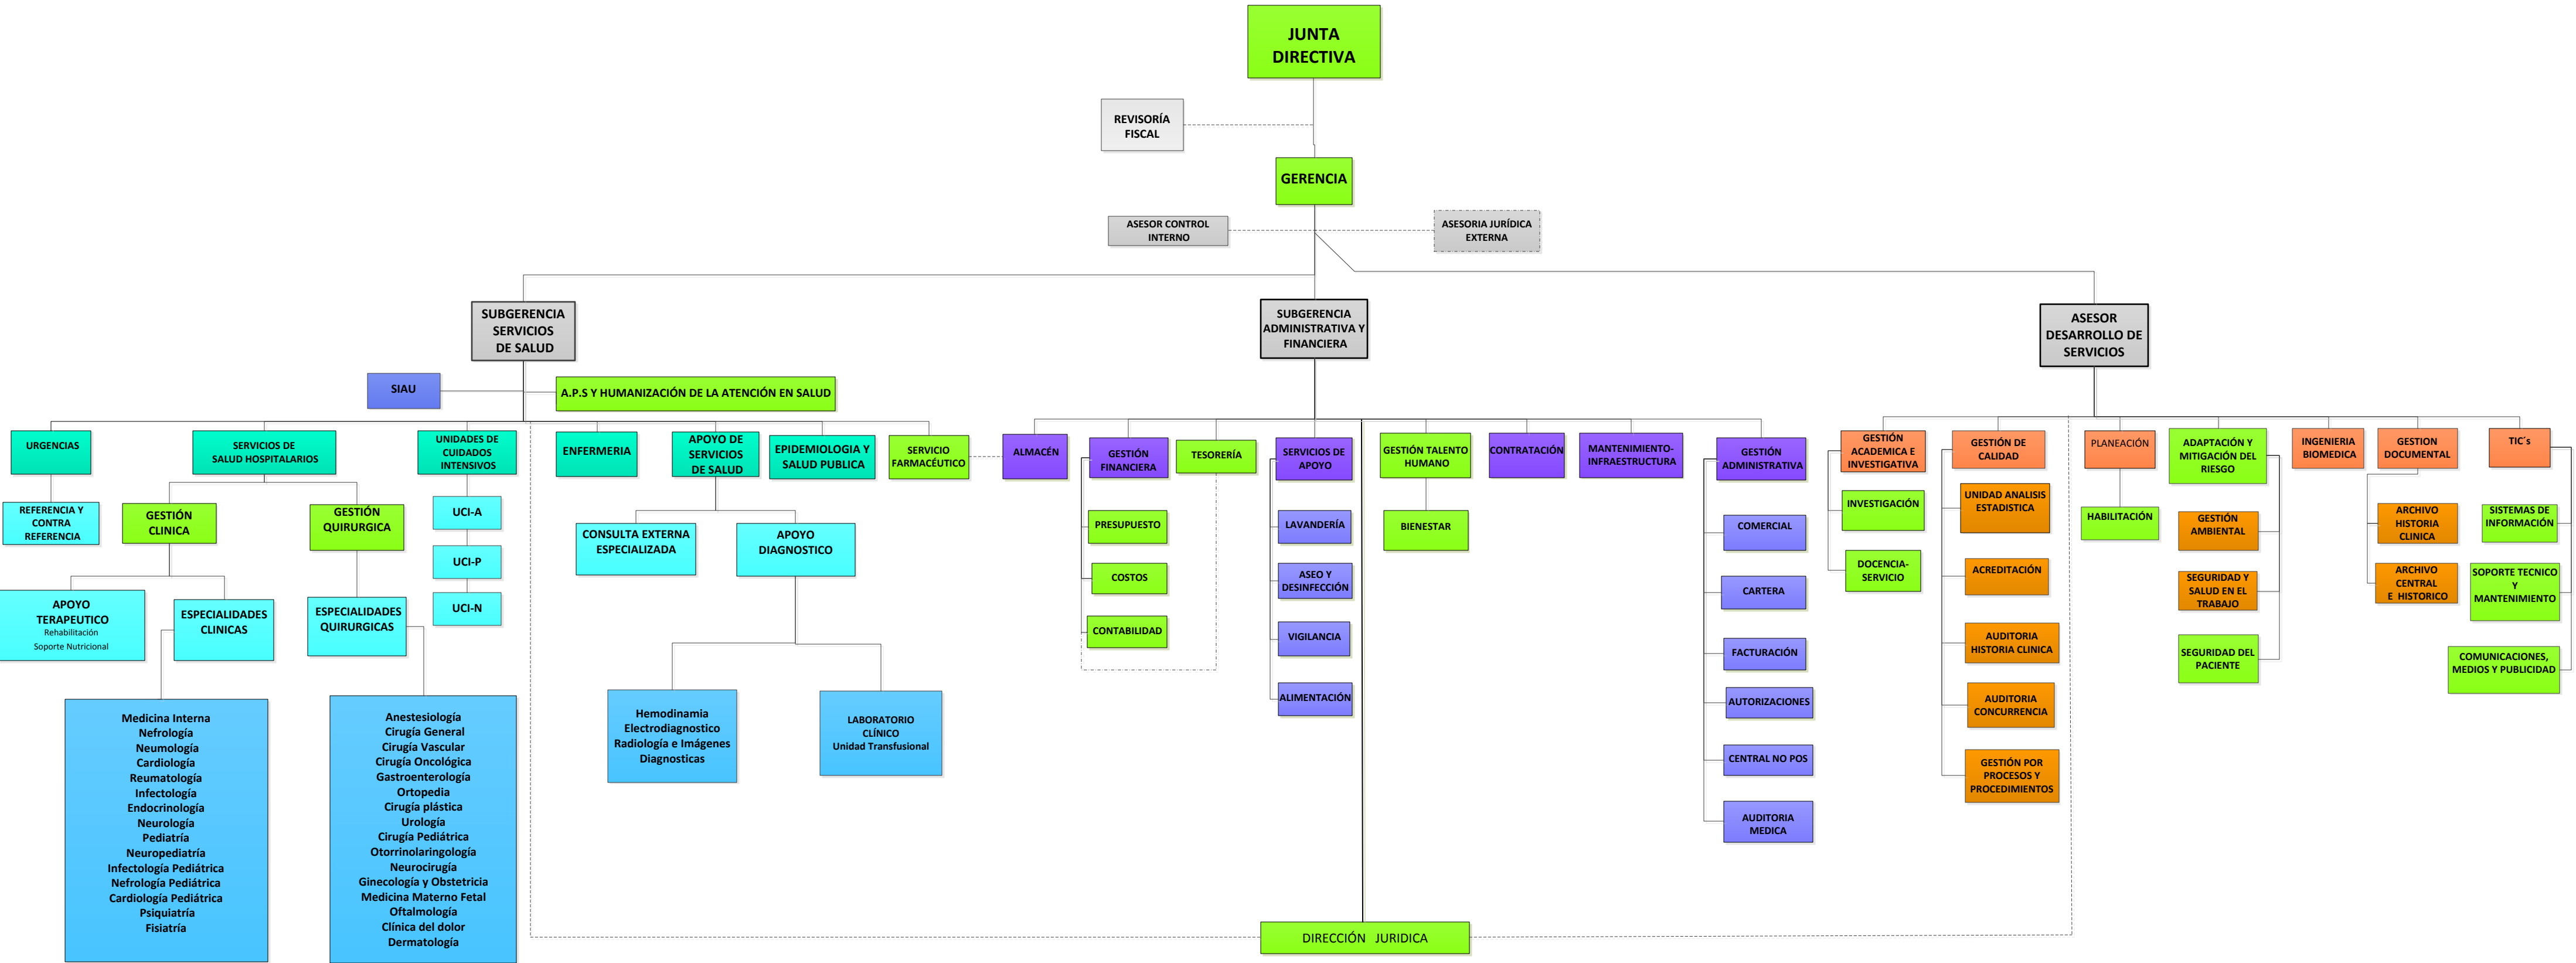 JUNTA
DIRECTIVA
REVISORÍA
FISCAL
GERENCIA
ASESOR CONTROL
INTERNO
ASESORIA JURÍDICA
EXTERNA
SUBGERENCIA
SERVICIOS
DE SALUD
SUBGERENCIA
ADMINISTRATIVA Y
FINANCIERA
ASESOR
DESARROLLO DE
SERVICIOS
SIAU
A.P.S Y HUMANIZACIÓN DE LA ATENCIÓN EN SALUD
URGENCIAS
SERVICIOS DE
SALUD HOSPITALARIOS
UNIDADES DE
CUIDADOS
INTENSIVOS
ENFERMERIA
APOYO DE
SERVICIOS
DE SALUD
EPIDEMIOLOGIA Y
SALUD PUBLICA
SERVICIO
FARMACÉUTICO
ALMACÉN
GESTIÓN
FINANCIERA
TESORERÍA
SERVICIOS DE
APOYO
GESTIÓN TALENTO
HUMANO
CONTRATACIÓN
MANTENIMIENTO-
INFRAESTRUCTURA
GESTIÓN
ADMINISTRATIVA
GESTIÓN
ACADEMICA E
INVESTIGATIVA
GESTIÓN DE
CALIDAD
PLANEACIÓN
ADAPTACIÓN Y
MITIGACIÓN DEL
RIESGO
INGENIERIA
BIOMEDICA
GESTION
DOCUMENTAL
TIC´s
REFERENCIA Y
CONTRA
REFERENCIA
GESTIÓN
CLINICA
GESTIÓN
QUIRURGICA
UCI-A
UCI-P
UCI-N
CONSULTA EXTERNA
ESPECIALIZADA
APOYO
DIAGNOSTICO
PRESUPUESTO
COSTOS
CONTABILIDAD
LAVANDERÍA
ASEO Y
DESINFECCIÓN
VIGILANCIA
ALIMENTACIÓN
BIENESTAR
COMERCIAL
CARTERA
FACTURACIÓN
AUTORIZACIONES
CENTRAL NO POS
AUDITORIA
MEDICA
INVESTIGACIÓN
DOCENCIA-
SERVICIO
UNIDAD ANALISIS
ESTADISTICA
ACREDITACIÓN
AUDITORIA
HISTORIA CLINICA
AUDITORIA
CONCURRENCIA
GESTIÓN POR
PROCESOS Y
PROCEDIMIENTOS
HABILITACIÓN
GESTIÓN
AMBIENTAL
SEGURIDAD Y
SALUD EN EL
TRABAJO
SEGURIDAD DEL
PACIENTE
ARCHIVO
HISTORIA
CLINICA
ARCHIVO
CENTRAL
E HISTORICO
SISTEMAS DE
INFORMACIÓN
SOPORTE TECNICO
Y
MANTENIMIENTO
COMUNICACIONES,
MEDIOS Y PUBLICIDAD
APOYO
TERAPEUTICO
Rehabilitación
Soporte Nutricional
ESPECIALIDADES
CLINICAS
ESPECIALIDADES
QUIRURGICAS
Medicina Interna
Nefrología
Neumología
Cardiología
Reumatología
Infectología
Endocrinología
Neurología
Pediatría
Neuropediatría
Infectología Pediátrica
Nefrología Pediátrica
Cardiología Pediátrica
Psiquiatría
Fisiatría
Anestesiología
Cirugía General
Cirugía Vascular
Cirugía Oncológica
Gastroenterología
Ortopedia
Cirugía plástica
Urología
Cirugía Pediátrica
Otorrinolaringología
Neurocirugía
Ginecología y Obstetricia
Medicina Materno Fetal
Oftalmología
Clínica del dolor
Dermatología
Hemodinamia
Electrodiagnostico
Radiología e Imágenes
Diagnosticas
LABORATORIO
CLÍNICO
Unidad Transfusional
DIRECCIÓN JURIDICA